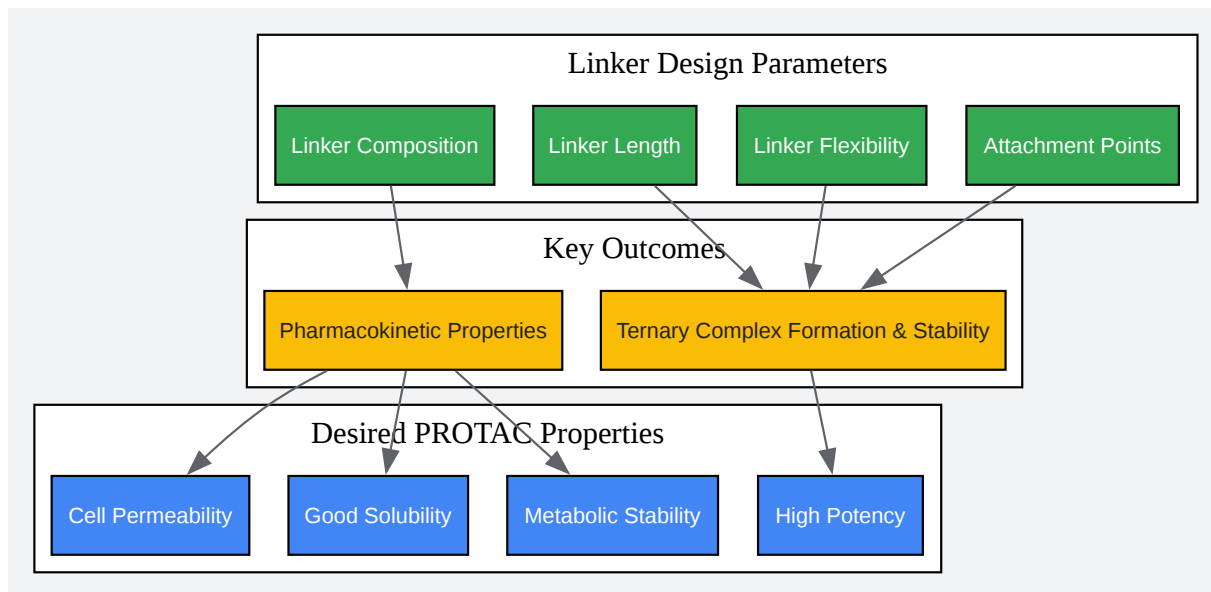 Linker Design Parameters
Linker Composition
Linker Length
Linker Flexibility
Attachment Points
Key Outcomes
Pharmacokinetic Properties
Ternary Complex Formation & Stability
Desired PROTAC Properties
Cell Permeability
Good Solubility
Metabolic Stability
High Potency